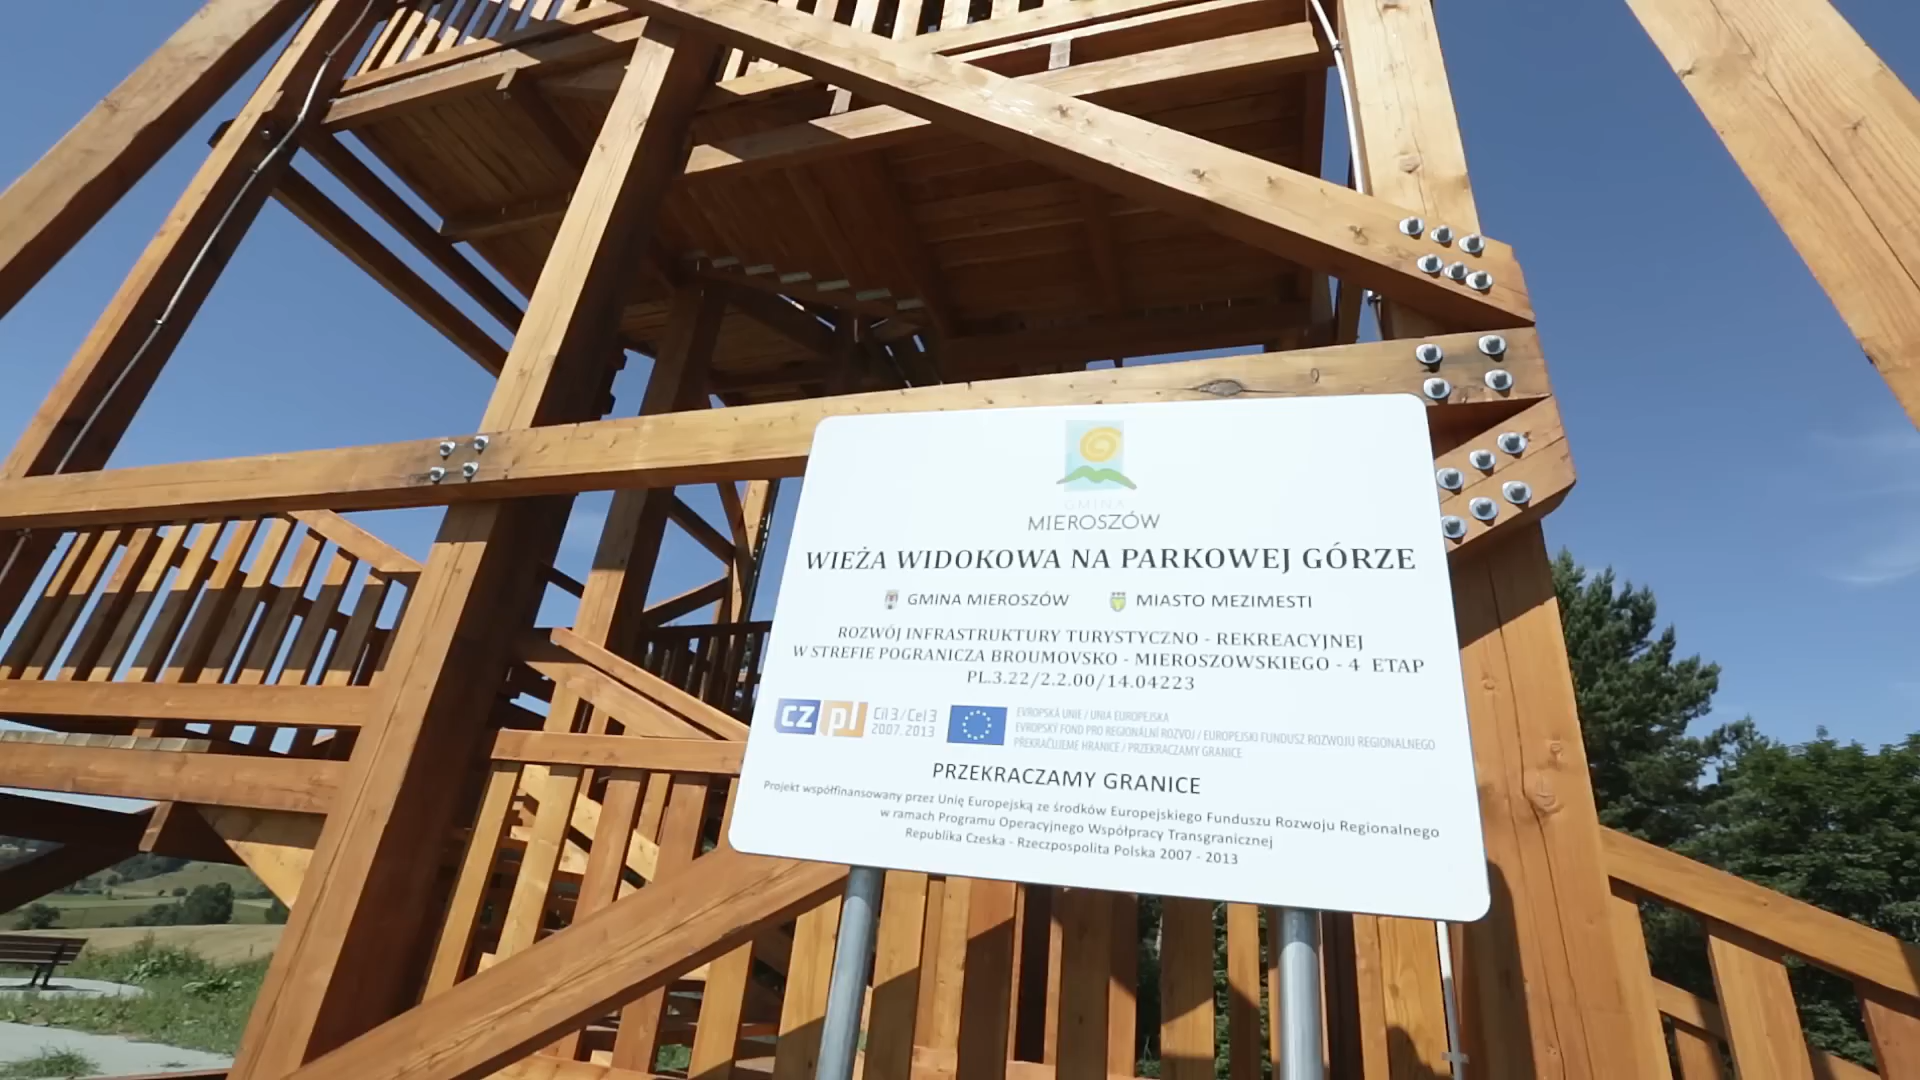 GMINA
MIEROSZÓW
WIEŻA WIDOKOWA NA PARKOWEJ GÓRZE
GMINA MIEROSZÓW MIASTO MEZIMESTI
ROZWÓJ INFRASTRUKTURY TURYSTYCZNO - REKREACYJNEJ
W STREFIE POGRANICZA BROUMOVSKO - MIEROSZOWSKIEGO - 4 ETAP
PL.3.22/2.2.00/14.04223
cz pl Cíl 3 / Cel 3
2007. 2013
EVROPSKÁ UNIE / UNIA EUROPEJSKA
EVROPSKÝ FOND PRO REGIONÁLNÍ ROZVOJ / EUROPEJSKI FUNDUSZ ROZWOJU REGIONALNEGO
PŘEKRAČUJEME HRANICE / PRZEKRACZAMY GRANICE
PRZEKRACZAMY GRANICE
Projekt współfinansowany przez Unię Europejską ze środków Europejskiego Funduszu Rozwoju Regionalnego
w ramach Programu Operacyjnego Współpracy Transgranicznej
Republika Czeska - Rzeczpospolita Polska 2007 - 2013